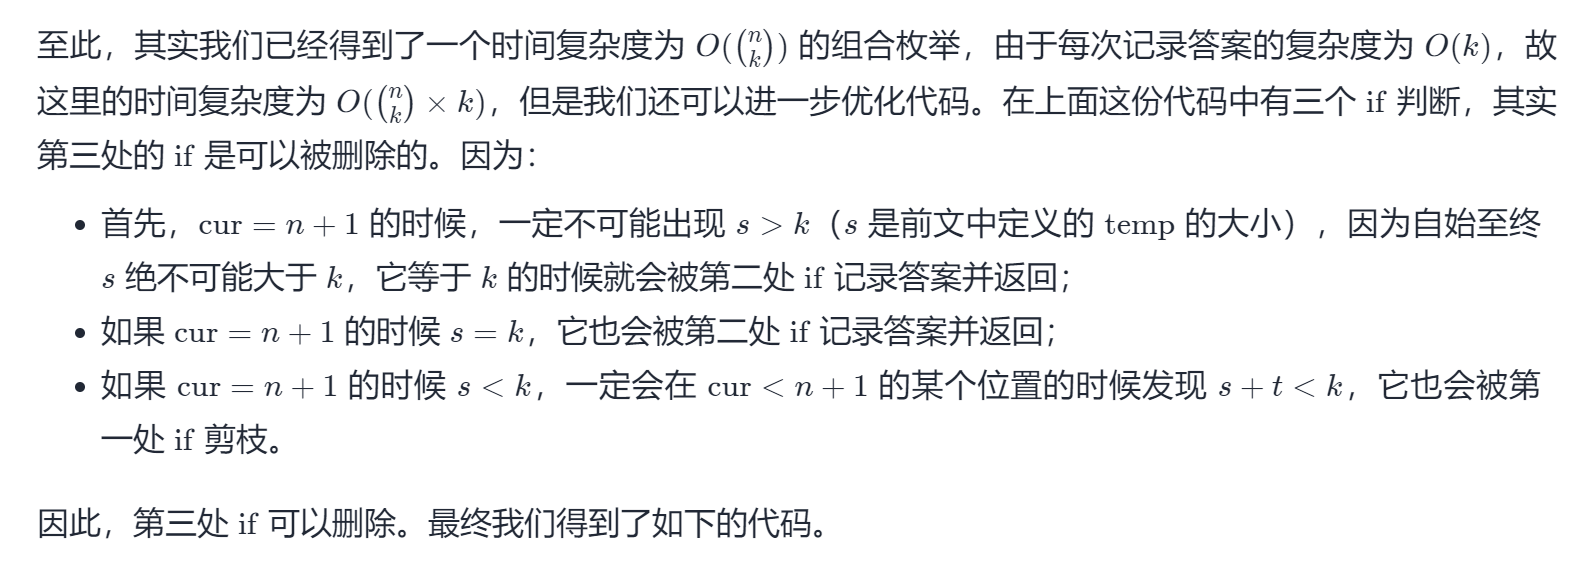 至此，其实我们已经得到了一个时间复杂度为 $O(\binom{n}{k})$ 的组合枚举，由于每次记录答案的复杂度为 $O(k)$，故
这里的时间复杂度为 $O(\binom{n}{k} \times k)$，但是我们还可以进一步优化代码。在上面这份代码中有三个 if 判断，其实
第三处的 if 是可以被删除的。因为：
• 首先，cur = n + 1 的时候，一定不可能出现 s > k（s 是前文中定义的 temp 的大小），因为自始至终
s 绝不可能大于 k，它等于 k 的时候就会被第二处 if 记录答案并返回；
• 如果 cur = n + 1 的时候 s = k，它也会被第二处 if 记录答案并返回；
• 如果 cur = n + 1 的时候 s < k，一定会在 cur < n + 1 的某个位置的时候发现 s + t < k，它也会被第
一处 if 剪枝。
因此，第三处 if 可以删除。最终我们得到了如下的代码。